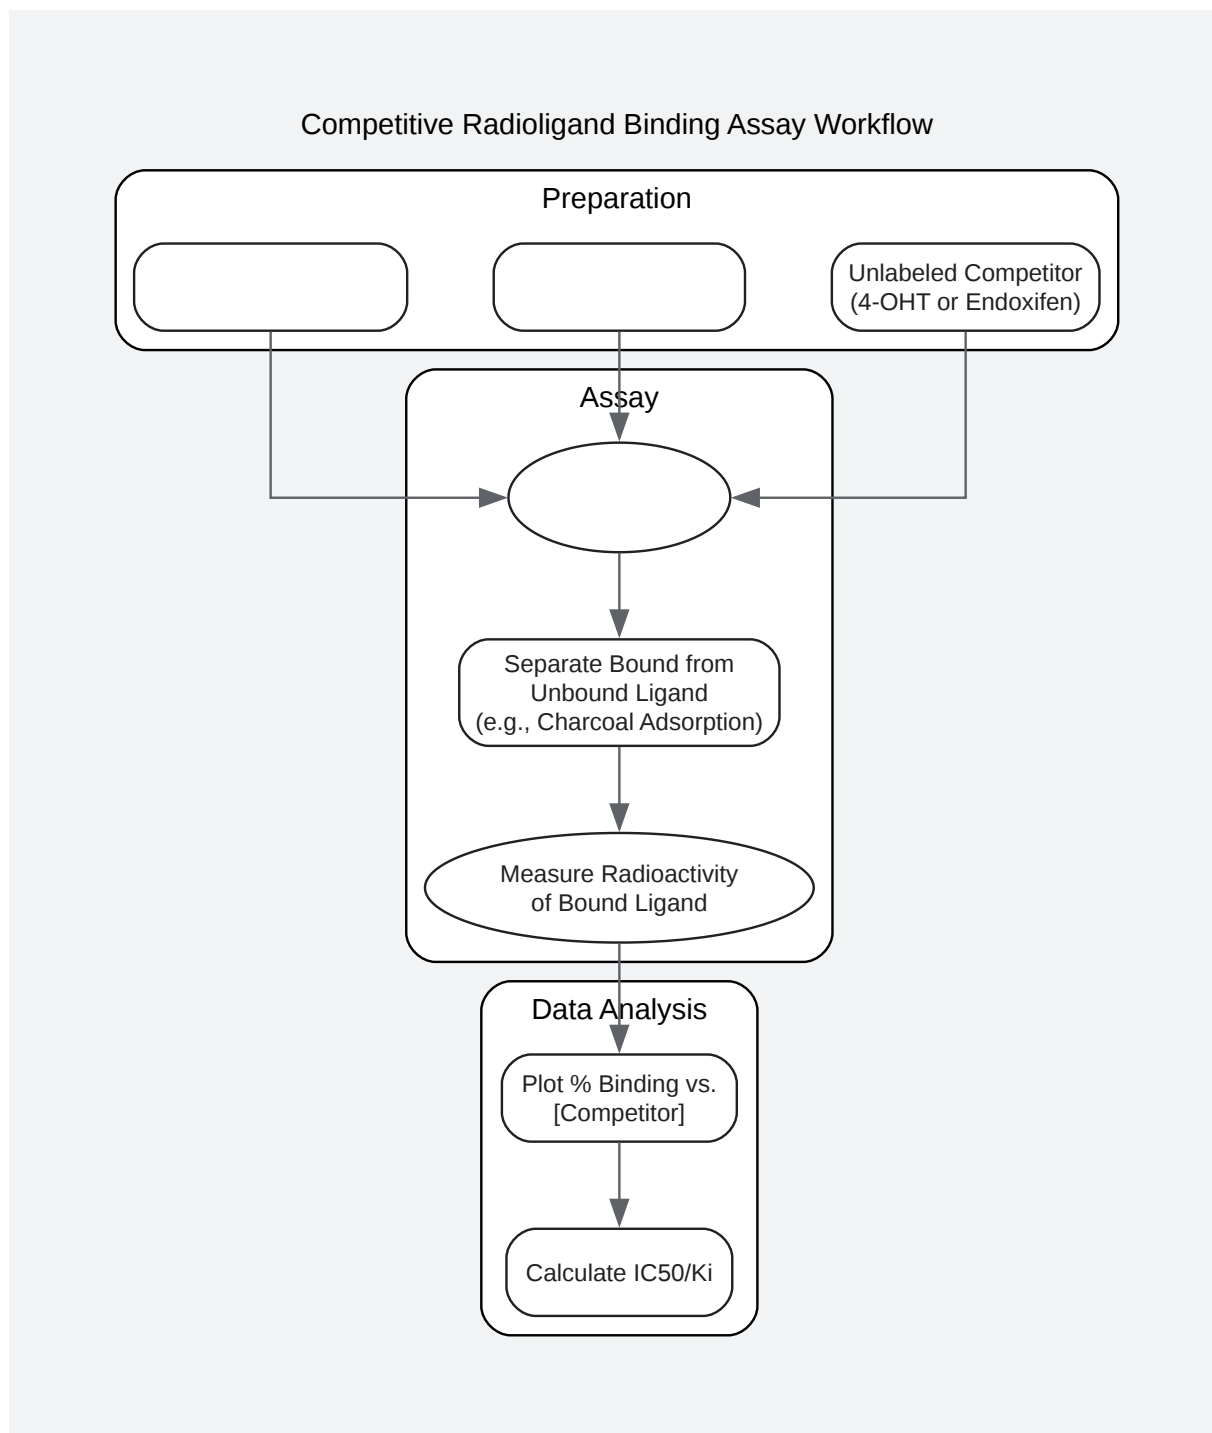 Competitive Radioligand Binding Assay Workflow
Preparation
Unlabeled Competitor
(4-OHT or Endoxifen)
Assay
Separate Bound from
Unbound Ligand
(e.g., Charcoal Adsorption)
Measure Radioactivity
of Bound Ligand
Data Analysis
Plot % Binding vs.
[Competitor]
Calculate IC50/Ki